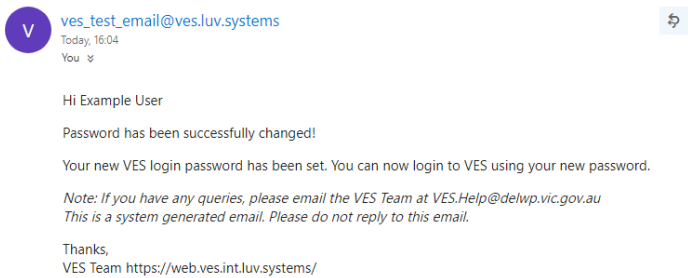 V
ves_test_email@ves.luv.systems
Today, 16:04
You
Hi Example User
Password has been successfully changed!
Your new VES login password has been set. You can now login to VES using your new password.
Note: If you have any queries, please email the VES Team at VES.Help@delwp.vic.gov.au
This is a system generated email. Please do not reply to this email.
Thanks,
VES Team https://web.ves.int.luv.systems/